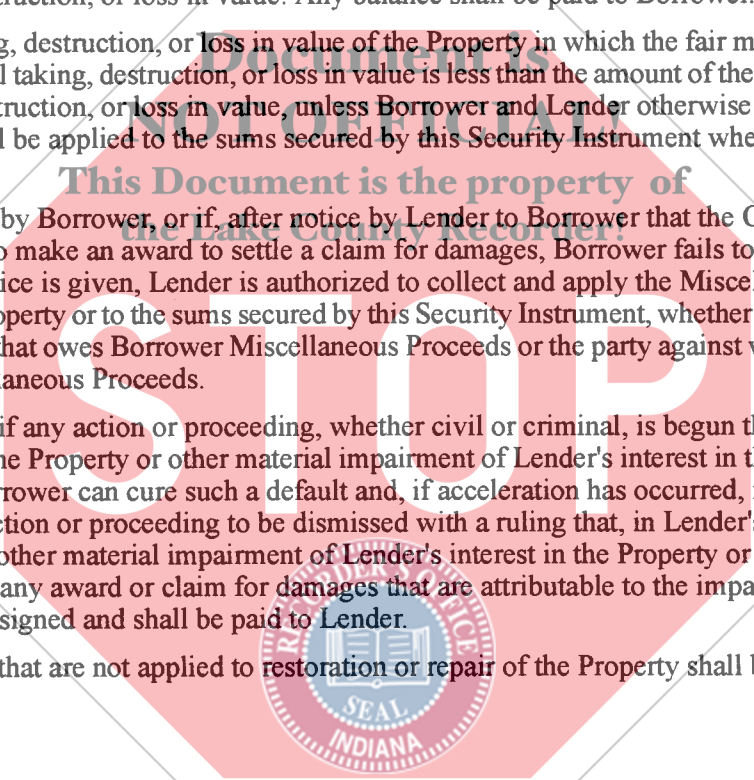 struction, or loss in value. Any balance shall be paid to Borrower.
g, destruction, or loss in value of the Property in which the fair m
l taking, destruction, or loss in value is less than the amount of the
truction, or loss in value, unless Borrower and Lender otherwise
l be applied to the sums secured by this Security Instrument whe
Document is
NOT OFFICIAL!
This Document is the property of
the Lake County Recorder!
by Borrower, or if, after notice by Lender to Borrower that the O
o make an award to settle a claim for damages, Borrower fails to
ice is given, Lender is authorized to collect and apply the Misce
operty or to the sums secured by this Security Instrument, whether
hat owes Borrower Miscellaneous Proceeds or the party against
laneous Proceeds.
STOP
if any action or proceeding, whether civil or criminal, is begun th
he Property or other material impairment of Lender's interest in t
rrower can cure such a default and, if acceleration has occurred,
ction or proceeding to be dismissed with a ruling that, in Lender'
other material impairment of Lender's interest in the Property or
any award or claim for damages that are attributable to the impa
signed and shall be paid to Lender.
that are not applied to restoration or repair of the Property shall b
RECORDER'S OFFICE
SEAL
INDIANA